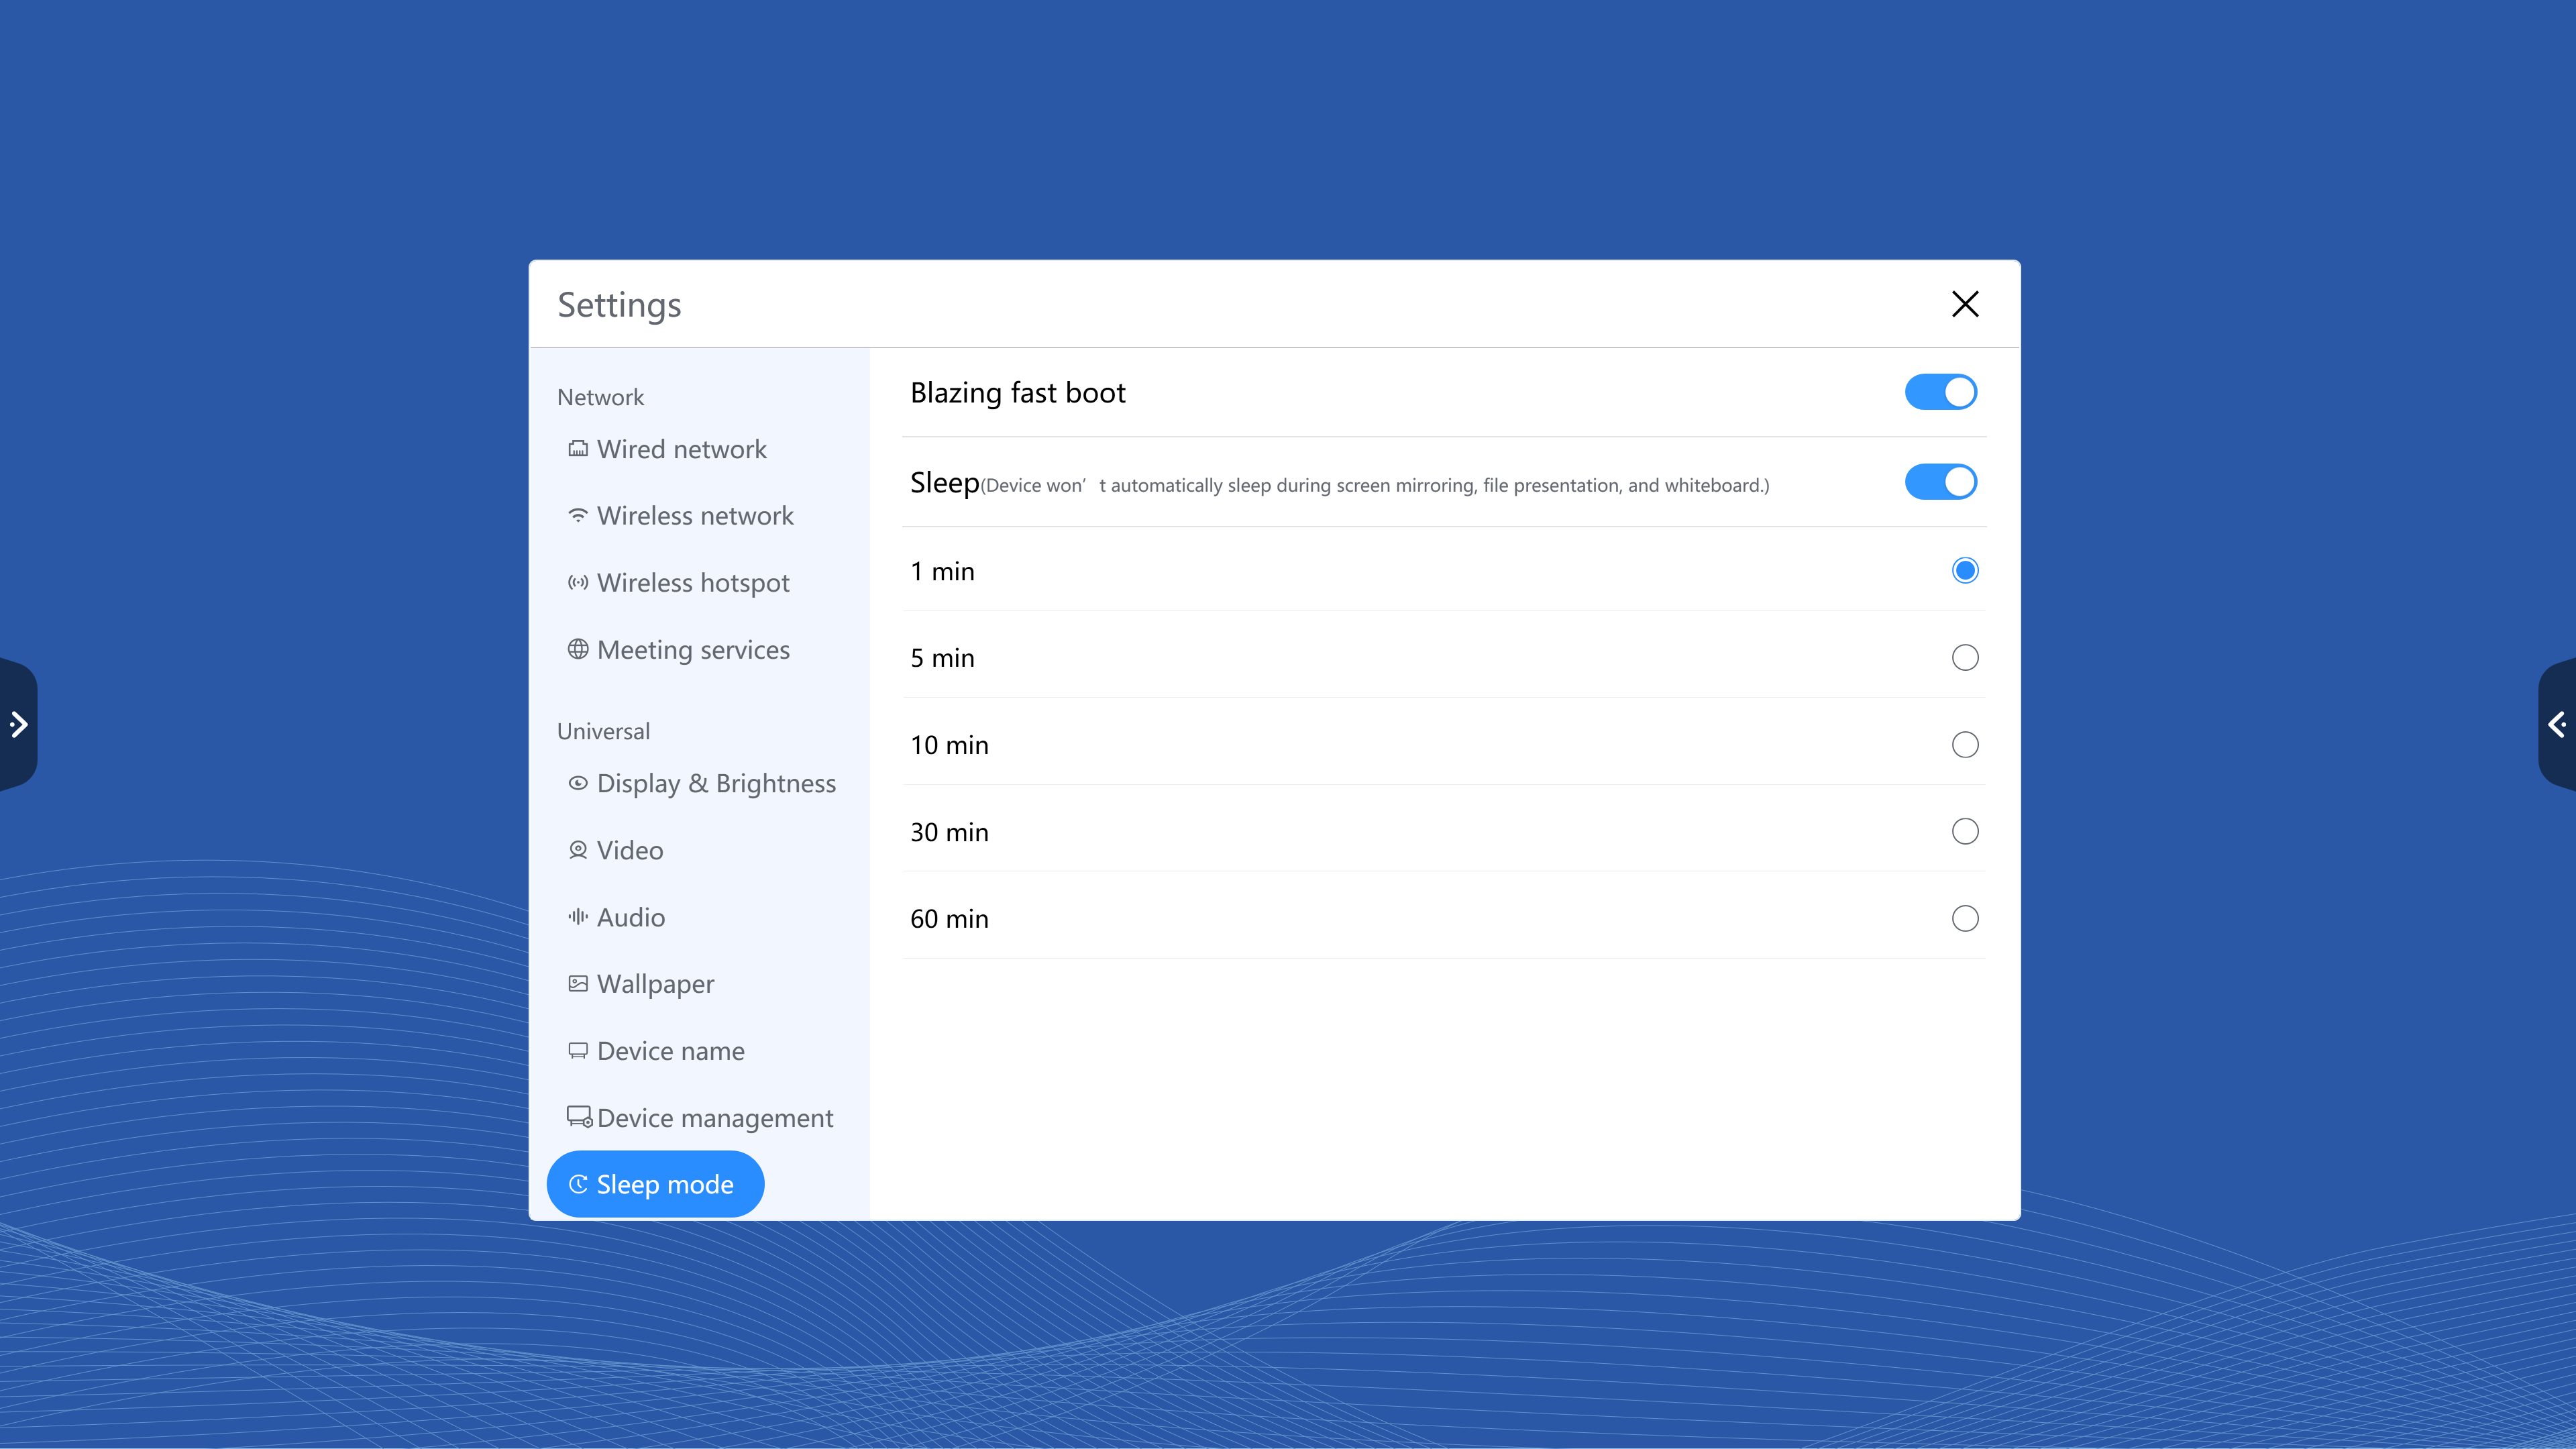 Settings
Network
Wired network
Wireless network
Wireless hotspot
Meeting services
Universal
Display & Brightness
Video
Audio
Wallpaper
Device name
Device management
Sleep mode
Blazing fast boot
Sleep(Device won’t automatically sleep during screen mirroring, file presentation, and whiteboard.)
1 min
5 min
10 min
30 min
60 min